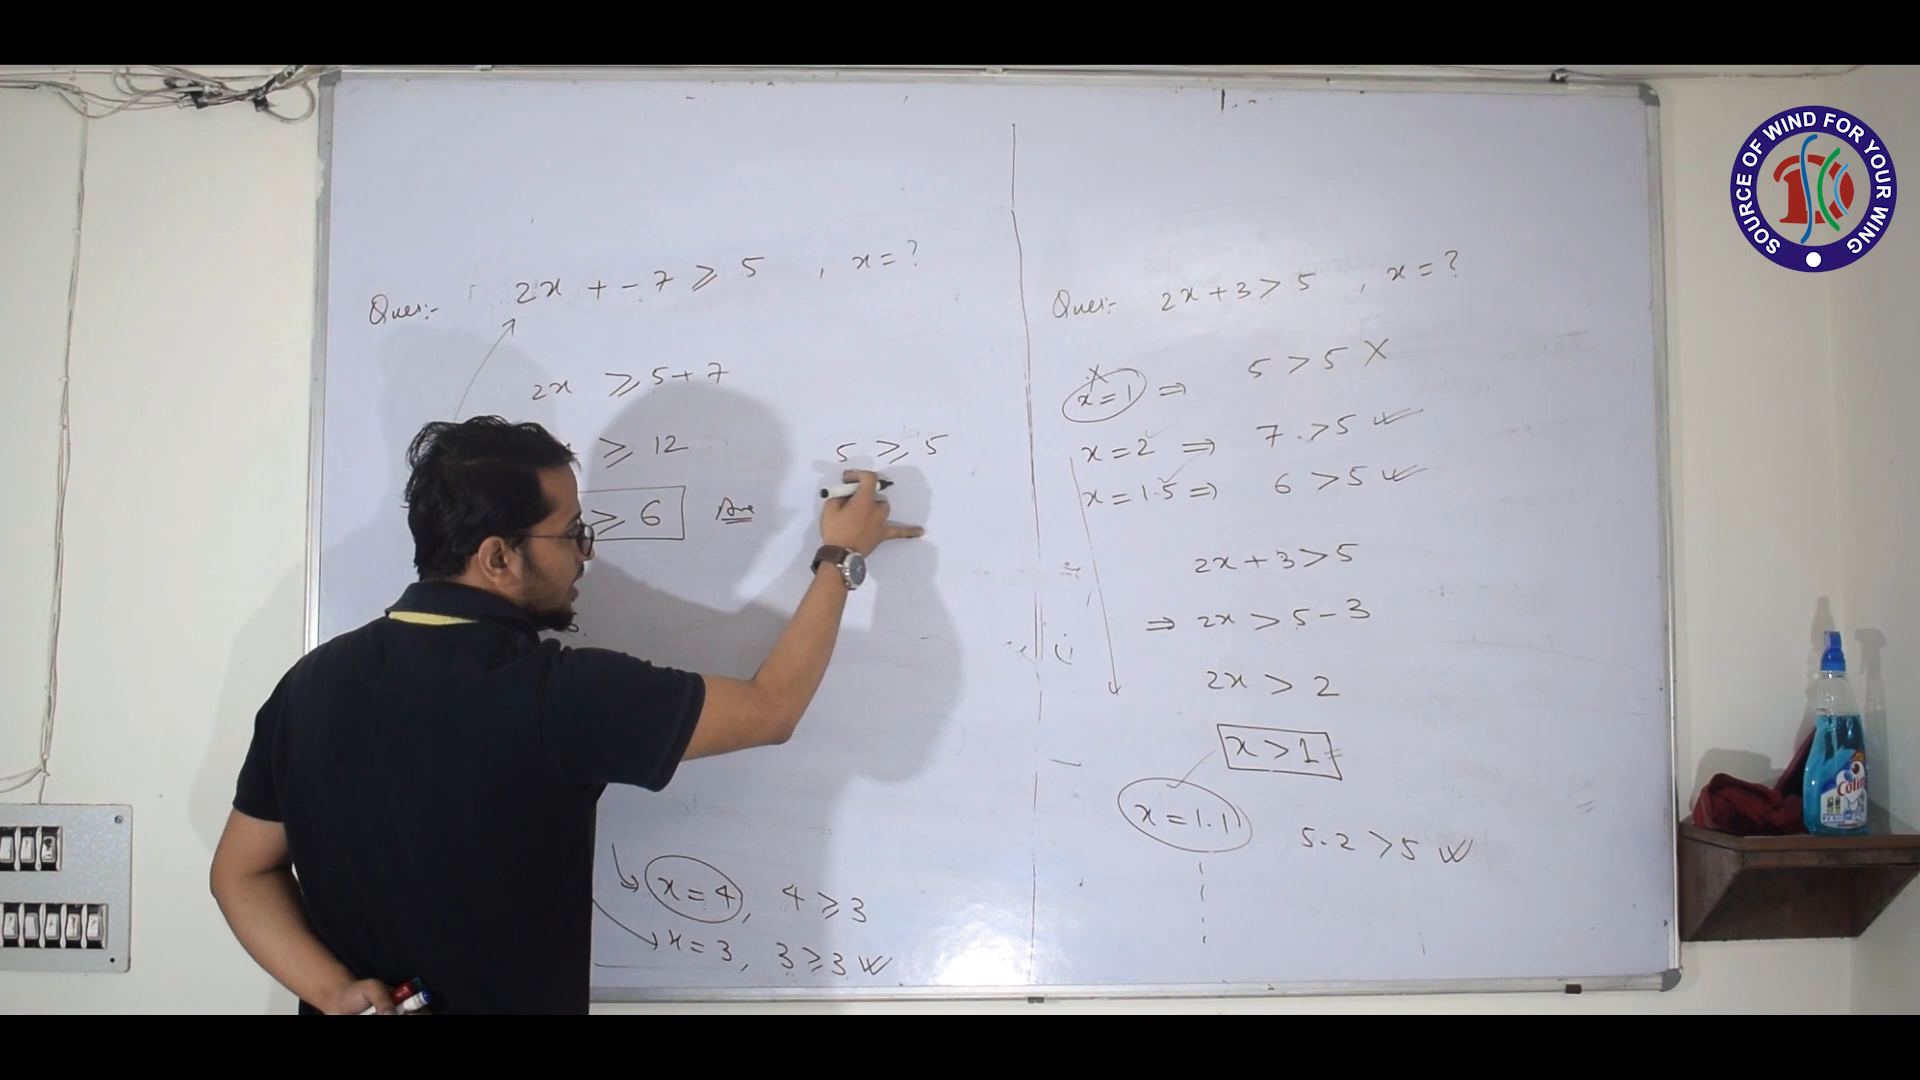 Ques:- 2x + - 7 ⩾ 5 , x = ?
2x ⩾ 5 + 7
⩾ 12
⩾ 6 Ans
5 ⩾ 5
x = 4, 4 ⩾ 3
x = 3, 3 ⩾ 3
Ques:- 2x + 3 > 5 , x = ?
x = 1 ⇒ 5 > 5 X
x = 2 ⇒ 7 > 5
x = 1.5 ⇒ 6 > 5
2x + 3 > 5
⇒ 2x > 5 - 3
2x > 2
x > 1
x = 1.1
5.2 > 5
SOURCE OF WIND FOR YOUR WING
Colin